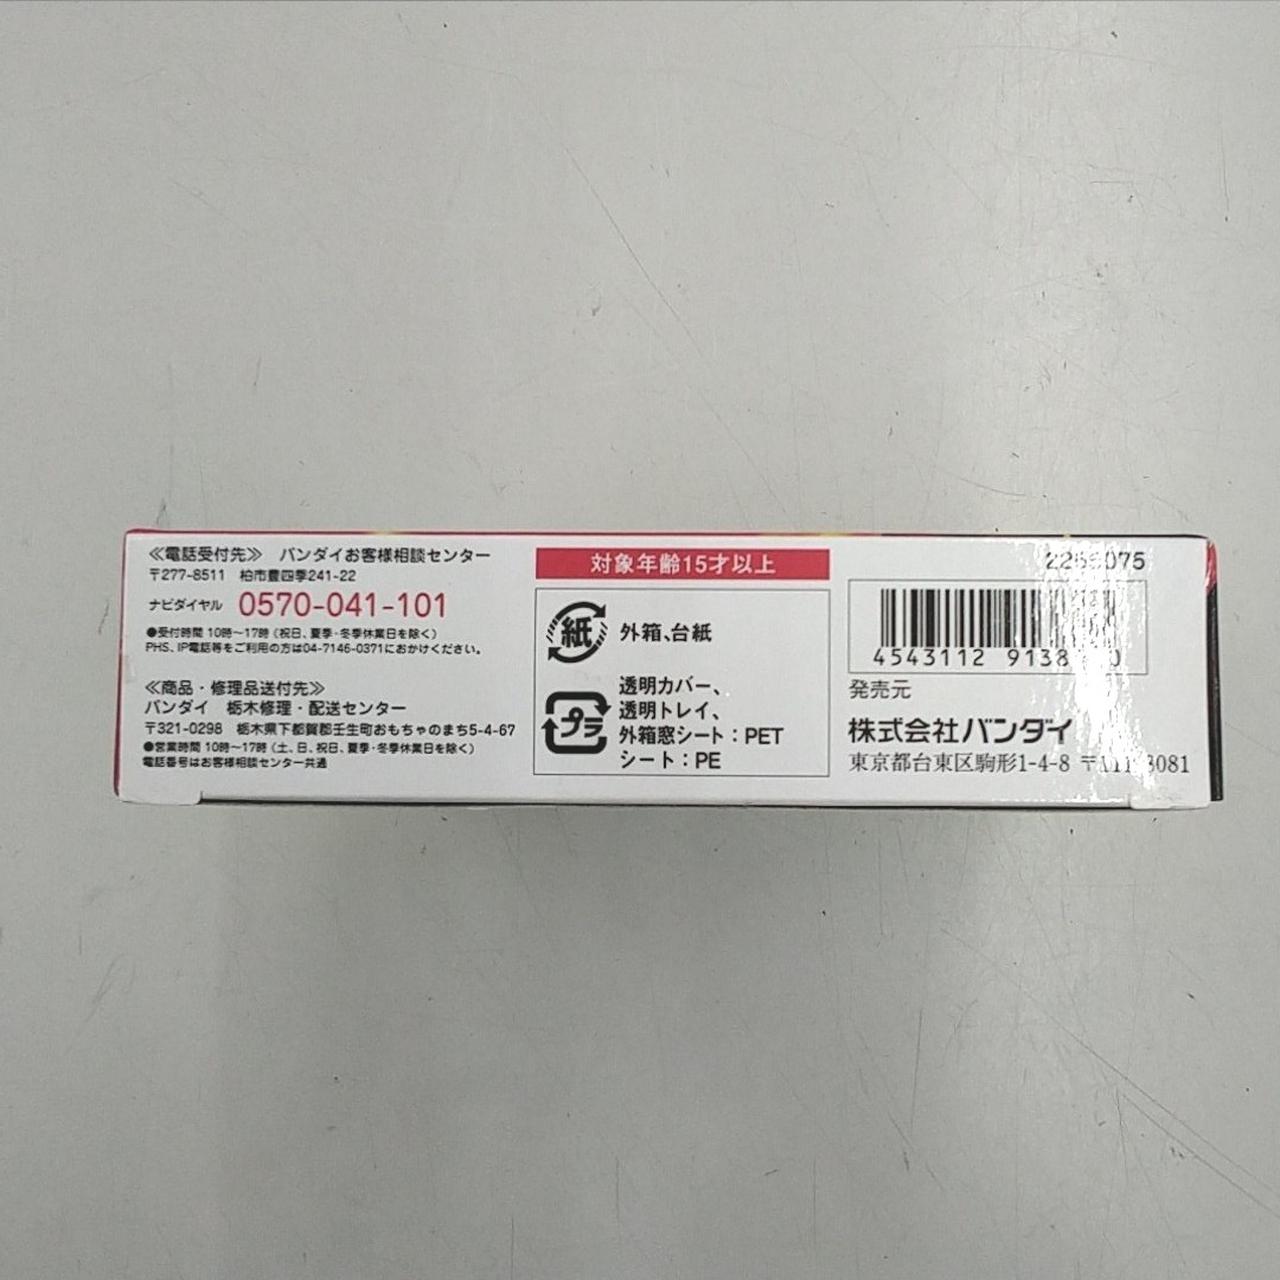 ≪電話受付先≫ バンダイお客様相談センター
〒277-8511 柏市豊四季241-22
ナビダイヤル 0570-041-101
●受付時間 10時～17時（祝日、夏季・冬季休業日を除く）
PHS、IP電話等をご利用の方は04-7146-0371におかけください。
≪商品・修理品送付先≫
バンダイ 栃木修理・配送センター
〒321-0298 栃木県下都賀郡壬生町おもちゃのまち5-4-67
●営業時間 10時～17時（土、日、祝日、夏季・冬季休業日を除く）
電話番号はお客様相談センター共通
対象年齢15才以上
紙 外箱、台紙
プラ
透明カバー、
透明トレイ、
外箱窓シート：PET
シート：PE
4543112
発売元
株式会社バンダイ
東京都台東区駒形1-4-8